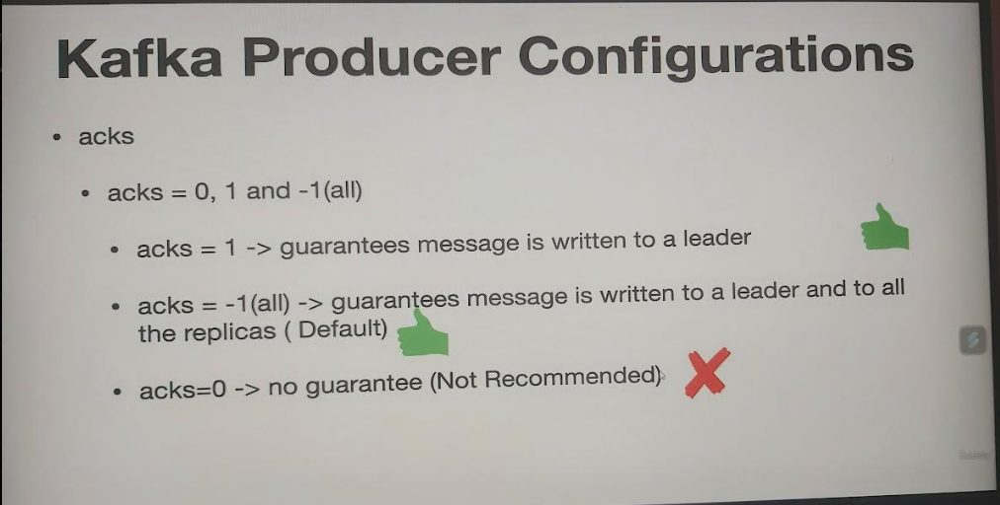 Kafka Producer Configurations
• acks
• acks = 0, 1 and -1(all)
• acks = 1 -> guarantees message is written to a leader
• acks = -1(all) -> guarantees message is written to a leader and to all
the replicas ( Default)
• acks=0 -> no guarantee (Not Recommended)